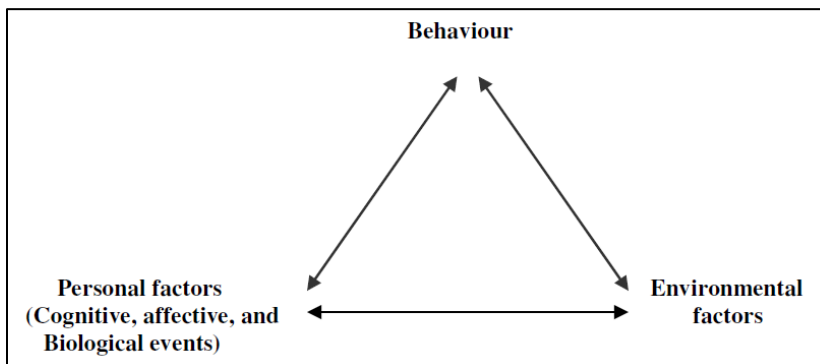 Behaviour
Personal factors
(Cognitive, affective, and
Biological events)
Environmental
factors